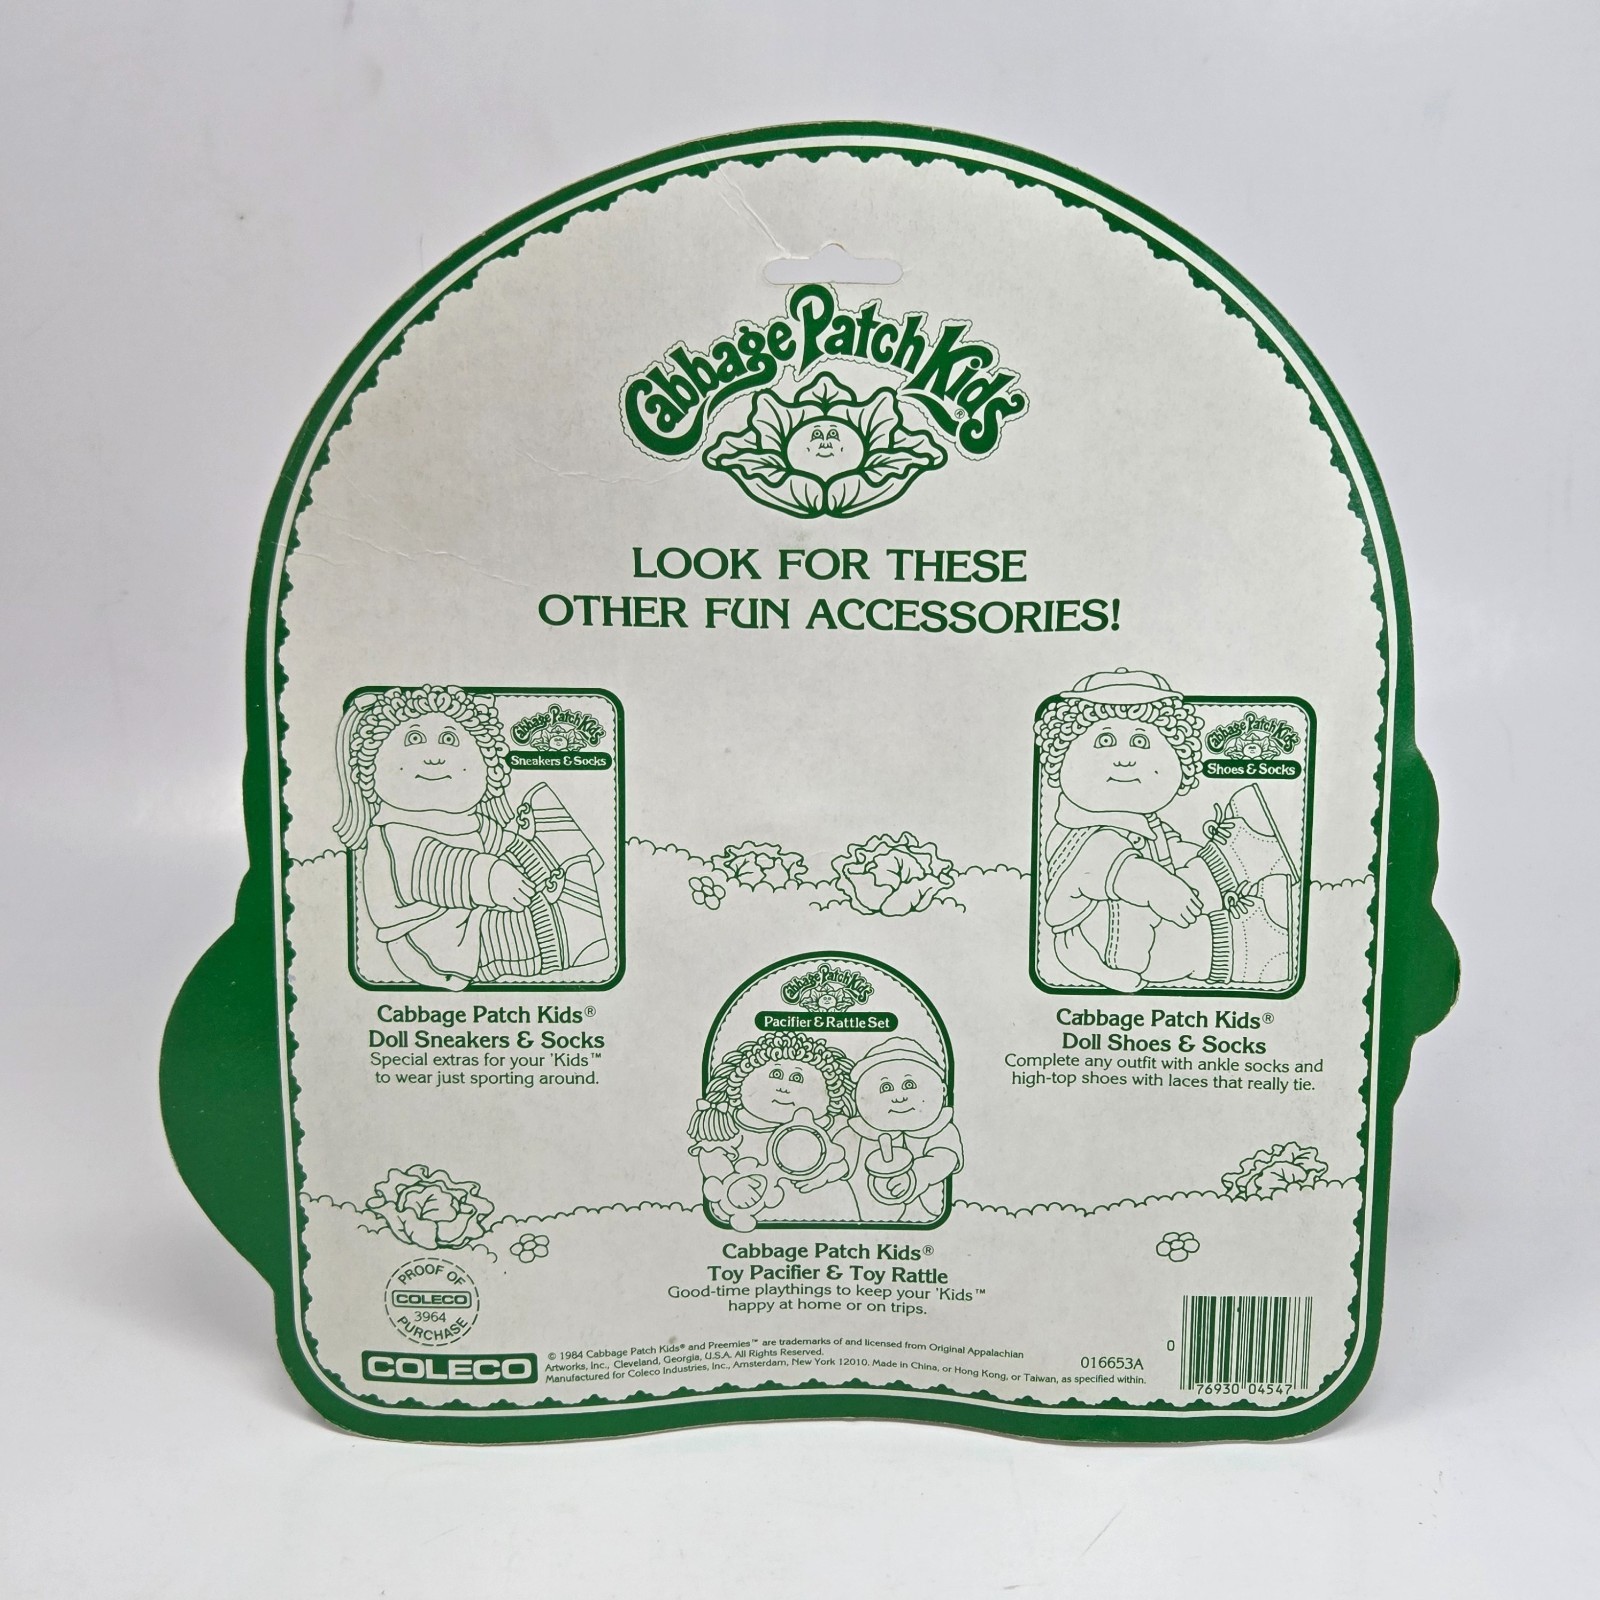 Cabbage Patch Kids®
LOOK FOR THESE
OTHER FUN ACCESSORIES!
Cabbage Patch Kids
Sneakers & Socks
Cabbage Patch Kids®
Doll Sneakers & Socks
Special extras for your 'Kids™
to wear just sporting around.
Cabbage Patch Kids
Pacifier & Rattle Set
Cabbage Patch Kids®
Toy Pacifier & Toy Rattle
Good-time playthings to keep your 'Kids™
happy at home or on trips.
Cabbage Patch Kids
Shoes & Socks
Cabbage Patch Kids®
Doll Shoes & Socks
Complete any outfit with ankle socks and
high-top shoes with laces that really tie.
PROOF OF
COLECO
3964
PURCHASE
COLECO
© 1984 Cabbage Patch Kids® and Preemies™ are trademarks of and licensed from Original Appalachian
Artworks, Inc., Cleveland, Georgia, U.S.A. All Rights Reserved.
Manufactured for Coleco Industries, Inc., Amsterdam, New York 12010. Made in China, or Hong Kong, or Taiwan, as specified within.
016653A
0
76930 04547